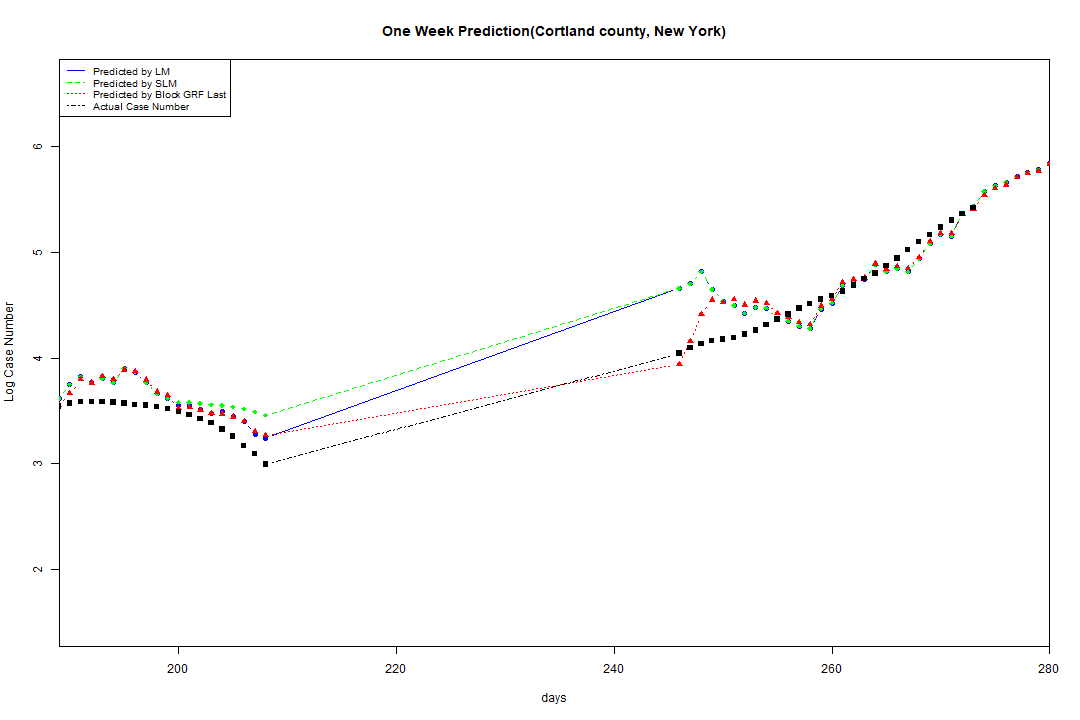 One Week Prediction(Cortland county, New York)
Predicted by LM
Predicted by SLM
Predicted by Block GRF Last
Actual Case Number
6
5
4
3
2
Log Case Number
200 220 240 260 280
days